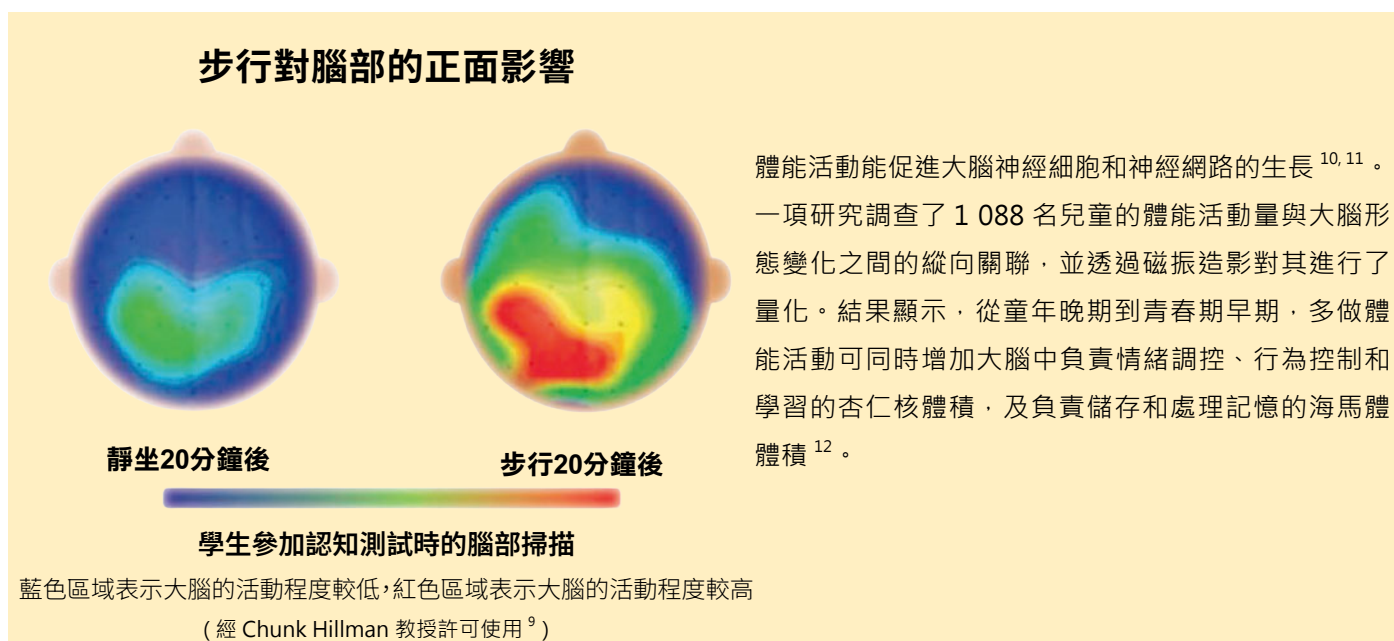 步行對腦部的正面影響
靜坐20分鐘後
步行20分鐘後
學生參加認知測試時的腦部掃描
藍色區域表示大腦的活動程度較低,紅色區域表示大腦的活動程度較高
( 經 Chunk Hillman 教授許可使用 9 )
體能活動能促進大腦神經細胞和神經網路的生長 10, 11。
一項研究調查了 1 088 名兒童的體能活動量與大腦形
態變化之間的縱向關聯，並透過磁振造影對其進行了
量化。結果顯示，從童年晚期到青春期早期，多做體
能活動可同時增加大腦中負責情緒調控、行為控制和
學習的杏仁核體積，及負責儲存和處理記憶的海馬體
體積 12。